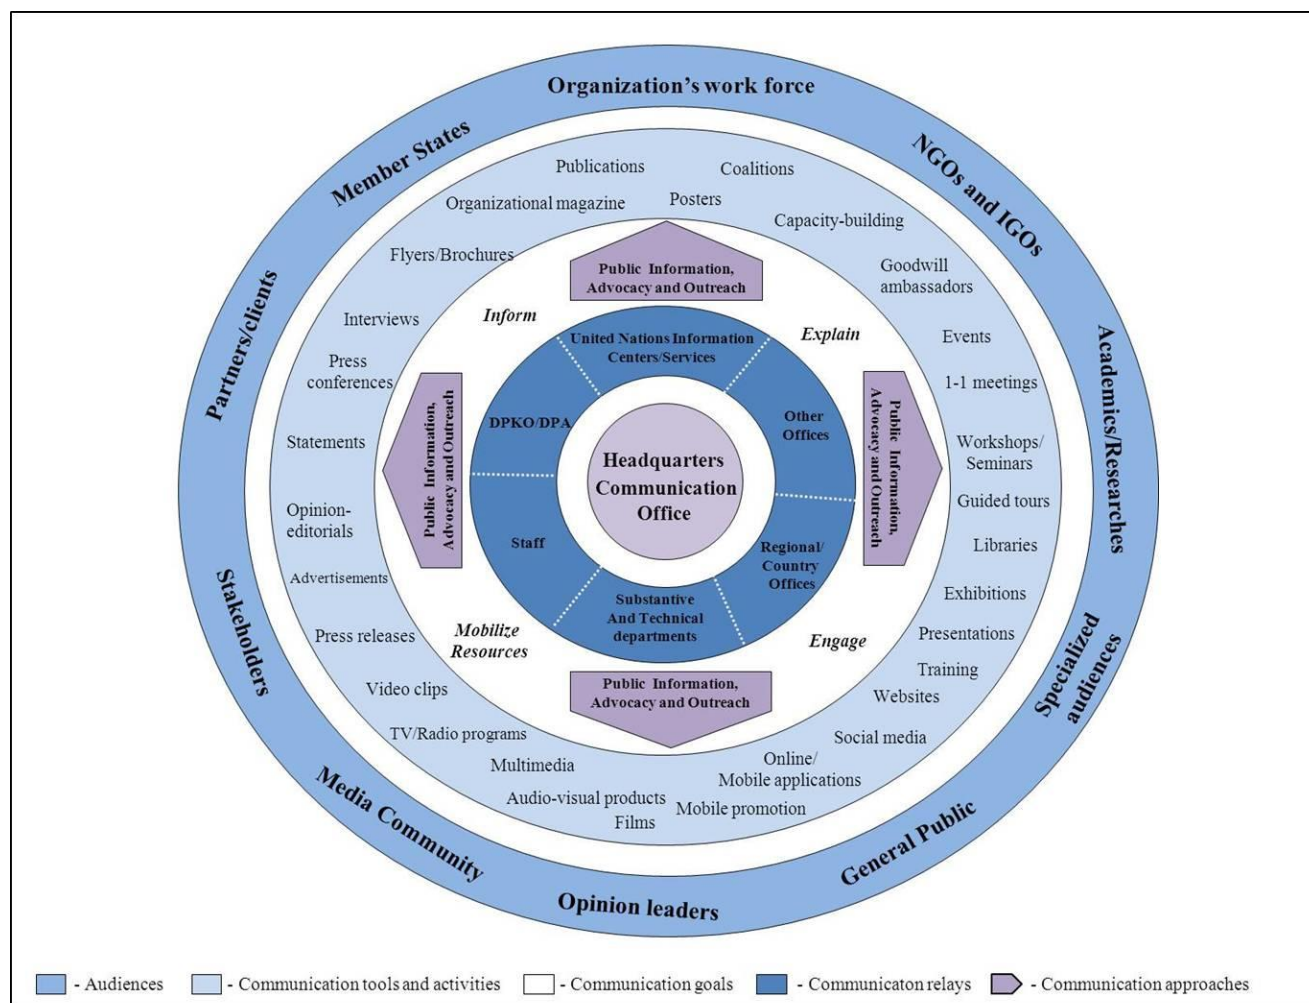 Organization's work force
Member States
NGOs and IGOs
Partners/clients
Academics/Researches
Stakeholders
Specialized
audiences
Media Community
General Public
Opinion leaders
Publications
Coalitions
Organizational magazine
Posters
Capacity-building
Flyers/Brochures
Goodwill
ambassadors
Interviews
Events
Press
conferences
1-1 meetings
Statements
Workshops/
Seminars
Opinion-
editorials
Guided tours
Libraries
Advertisements
Exhibitions
Press releases
Presentations
Training
Video clips
Websites
TV/Radio programs
Social media
Multimedia
Online/
Mobile applications
Audio-visual products
Mobile promotion
Films
Public Information,
Advocacy and Outreach
Inform
Explain
Public Information,
Advocacy and Outreach
Public Information,
Advocacy and Outreach
Mobilize
Resources
Engage
Public Information,
Advocacy and Outreach
United Nations Information
Centers/Services
DPKO/DPA
Other
Offices
Staff
Regional/
Country
Offices
Substantive
And Technical
departments
Headquarters
Communication
Office
- Audiences
- Communication tools and activities
- Communication goals
- Communicaton relays
- Communication approaches